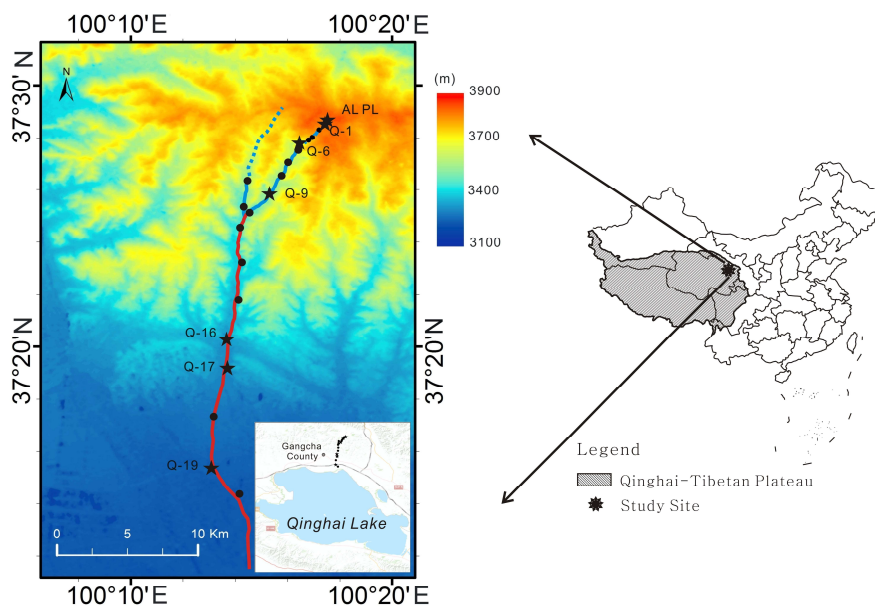 100°10' E
100°20' E
37°30' N
N
(m)
3900
3700
3400
3100
AL PL
Q-1
Q-6
Q-9
Q-16
Q-17
Q-19
37°20' N
37°20' N
Gangcha
County
Qinghai Lake
0
5
10 Km
100°10' E
100°20' E
Legend
Qinghai-Tibetan Plateau
Study Site